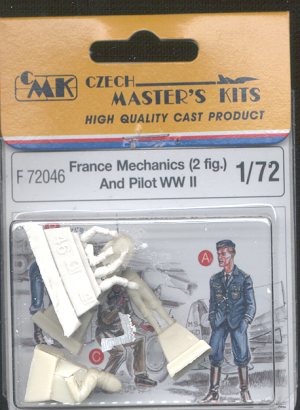 CMK
CZECH
MASTER'S KITS
HIGH QUALITY CAST PRODUCT
F 72046
France Mechanics (2 fig.)
And Pilot WW II
1/72
A
C